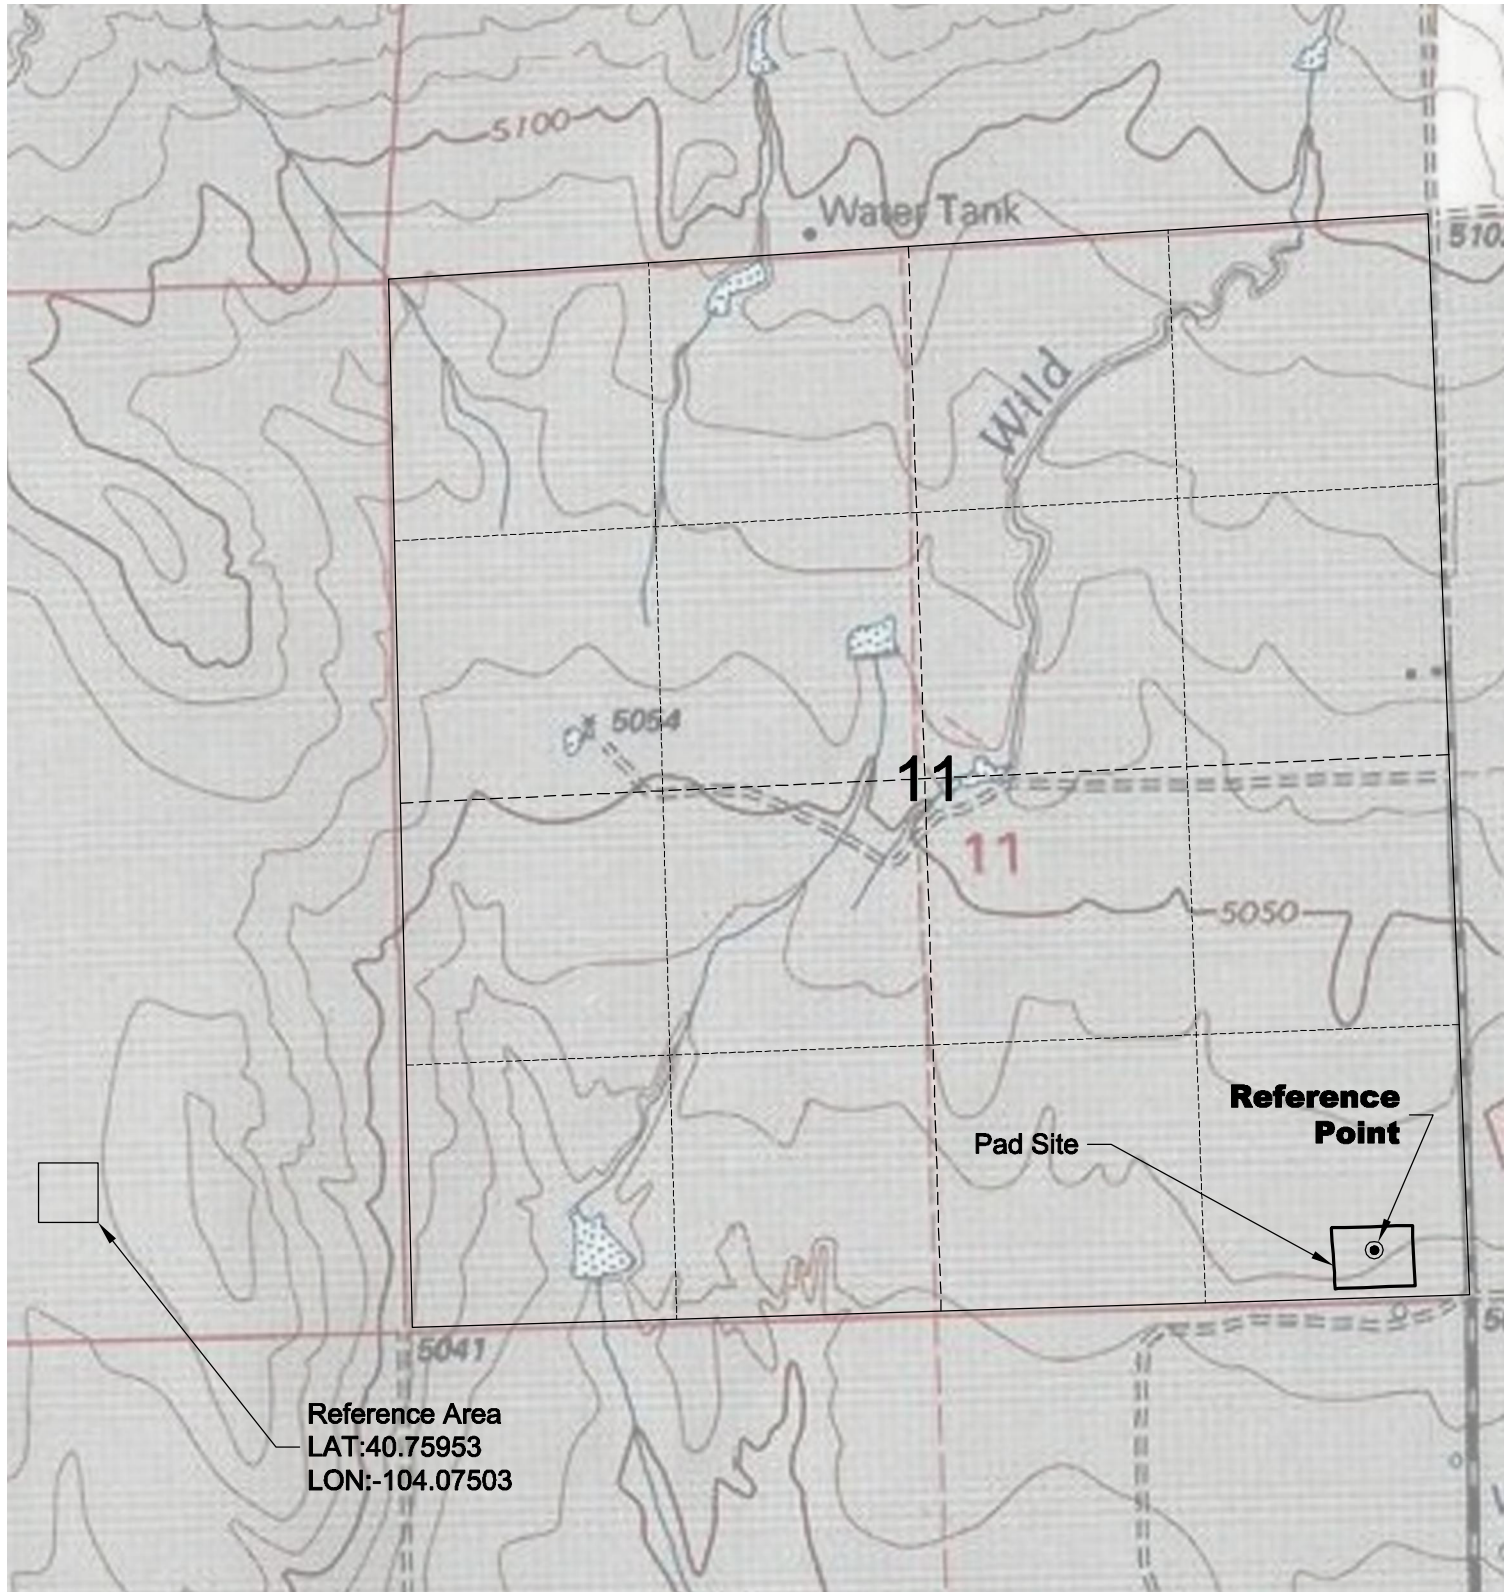 5100
Water Tank
Wild
5054
11
11
5050
Reference
Point
Pad Site
5041
Reference Area
LAT:40.75953
LON:-104.07503